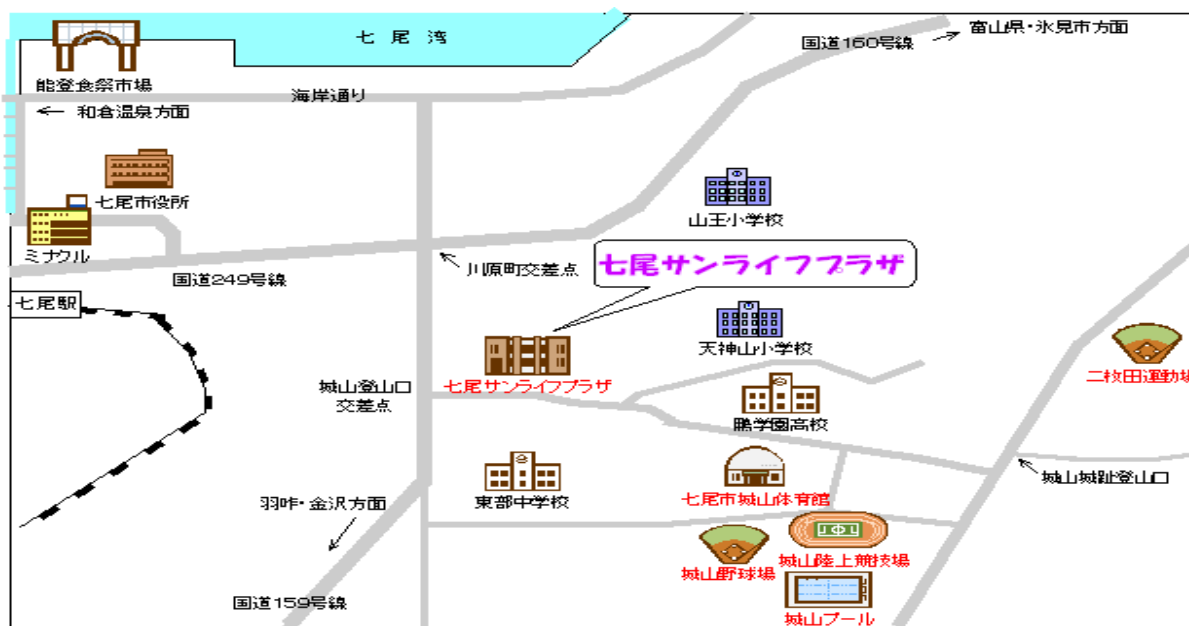 七尾湾
国道160号線
富山県・氷見市方面
能登食祭市場
海岸通り
和倉温泉方面
七尾市役所
山王小学校
ミナクル
川原町交差点
七尾サンライフプラザ
国道249号線
七尾駅
天神山小学校
七尾サンライフプラザ
二枚田運動場
城山登山口
交差点
鵬学園高校
城山城趾登山口
東部中学校
七尾市城山体育館
羽咋・金沢方面
城山野球場
城山陸上競技場
国道159号線
城山プール